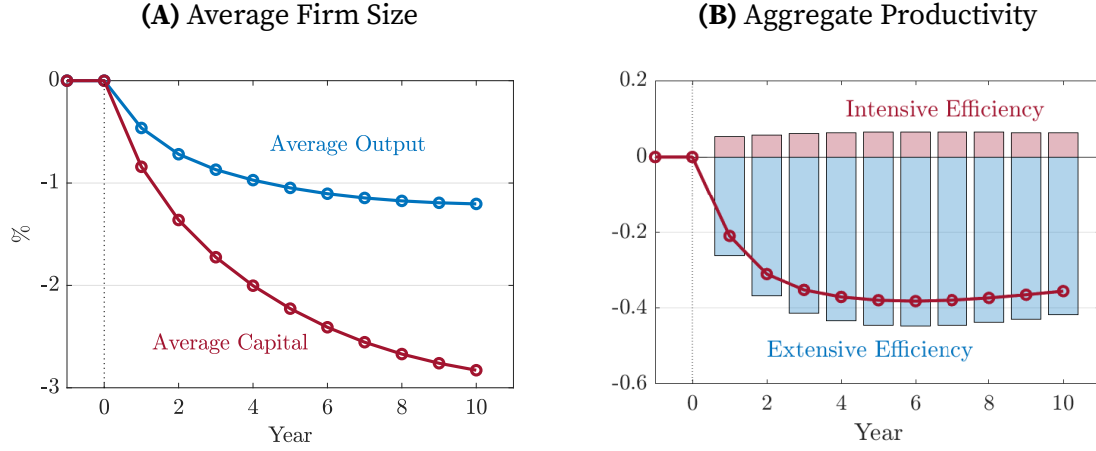 (A) Average Firm Size
0
-1
-2
-3
%
Average Output
Average Capital
0 2 4 6 8 10
Year
(B) Aggregate Productivity
0.2
0
-0.2
-0.4
-0.6
Intensive Efficiency
Extensive Efficiency
0 2 4 6 8 10
Year